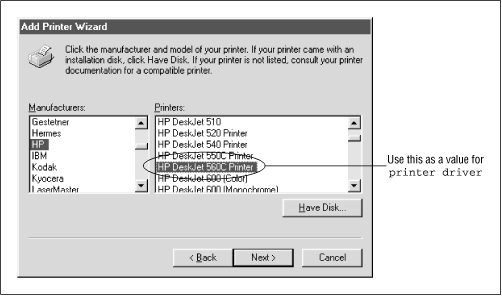 Add Printer Wizard
Click the manufacturer and model of your printer. If your printer came with an
installation disk, click Have Disk. If your printer is not listed, consult your printer
documentation for a compatible printer.
Manufacturers:
Gestetner
Hermes
HP
IBM
Kodak
Kyocera
LaserMaster
Printers:
HP DeskJet 510
HP DeskJet 520 Printer
HP DeskJet 540 Printer
HP DeskJet 550C Printer
HP DeskJet 560C Printer
HP DeskJet 600 (Color)
HP DeskJet 600 (Monochrome)
Use this as a value for
printer driver
Have Disk...
< Back
Next >
Cancel